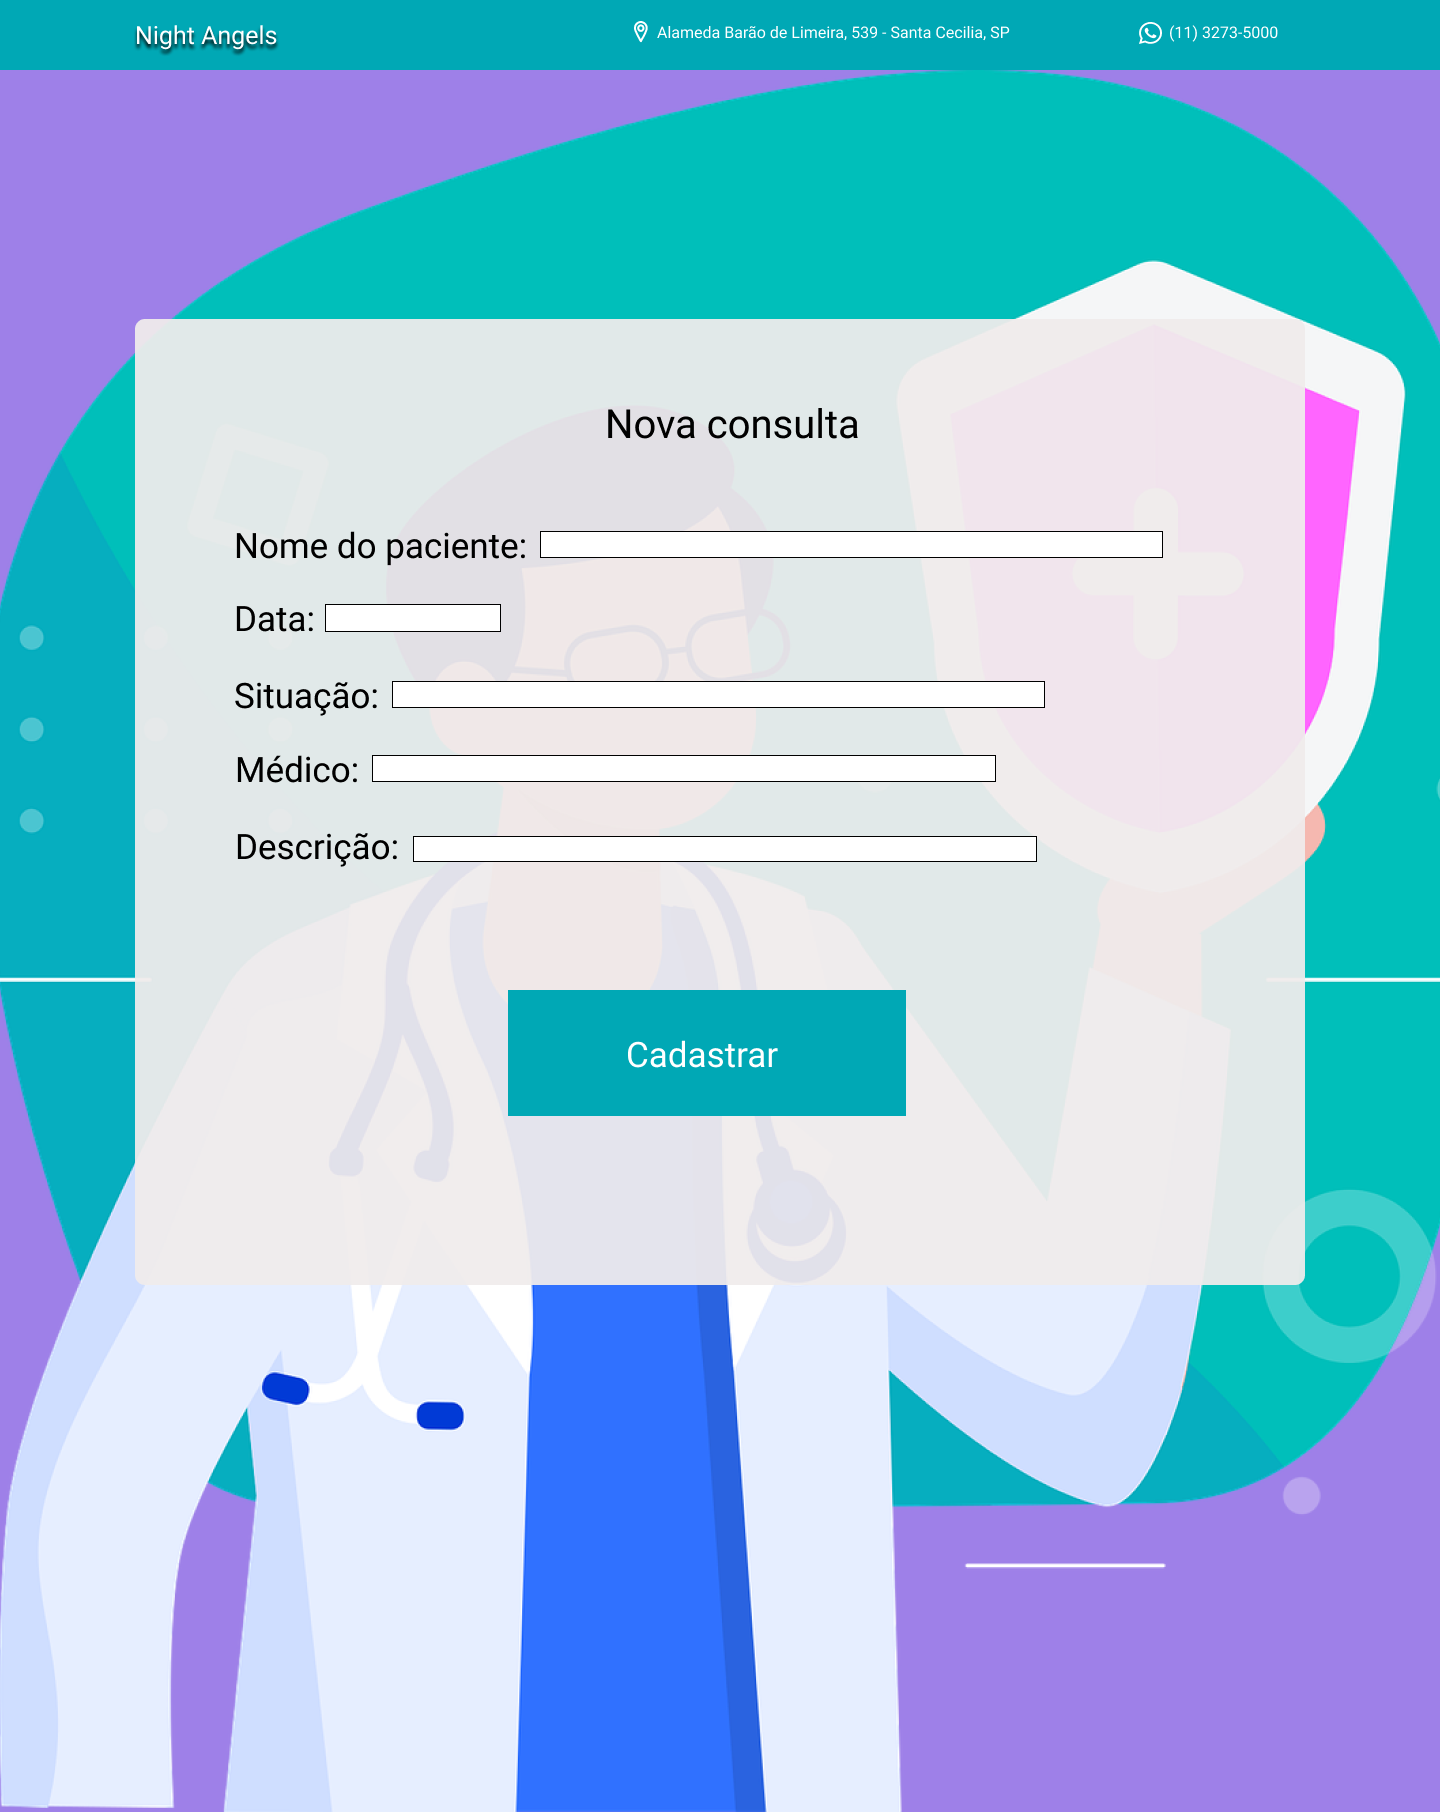 Night Angels
Alameda Barão de Limeira, 539 - Santa Cecilia, SP
(11) 3273-5000
Nova consulta
Nome do paciente:
Data:
Situação:
Médico:
Descrição:
Cadastrar